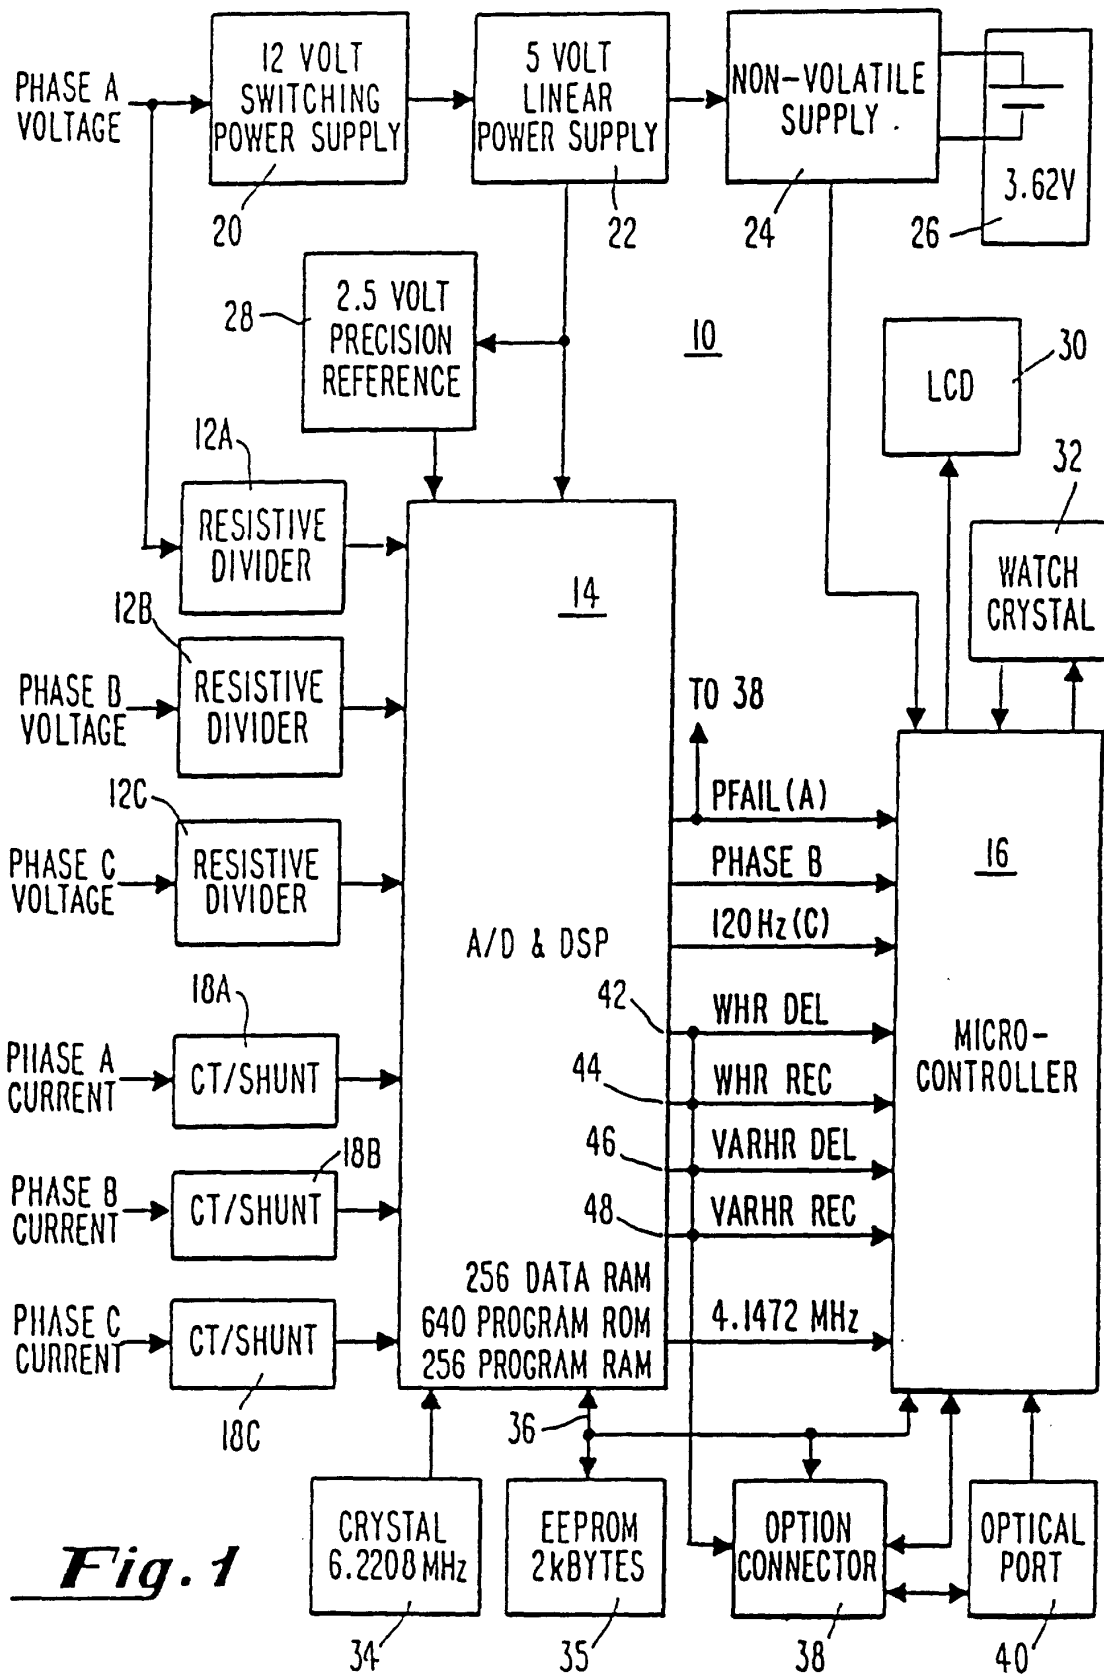 PHASE A
VOLTAGE
12 VOLT
SWITCHING
POWER SUPPLY
20
5 VOLT
LINEAR
POWER SUPPLY
22
NON-VOLATILE
SUPPLY
24
3.62V
26
28
2.5 VOLT
PRECISION
REFERENCE
10
LCD
30
32
WATCH
CRYSTAL
12A
RESISTIVE
DIVIDER
12B
PHASE B
VOLTAGE
RESISTIVE
DIVIDER
12C
PHASE C
VOLTAGE
RESISTIVE
DIVIDER
18A
PHASE A
CURRENT
CT/SHUNT
18B
PHASE B
CURRENT
CT/SHUNT
PHASE C
CURRENT
CT/SHUNT
18C
14
A/D & DSP
256 DATA RAM
640 PROGRAM ROM
256 PROGRAM RAM
TO 38
PFAIL(A)
PHASE B
120Hz(C)
42
WHR DEL
44
WHR REC
46
VARHR DEL
48
VARHR REC
4.1472 MHz
16
MICRO-
CONTROLLER
36
CRYSTAL
6.2208MHz
34
EEPROM
2kBYTES
35
OPTION
CONNECTOR
38
OPTICAL
PORT
40
Fig. 1